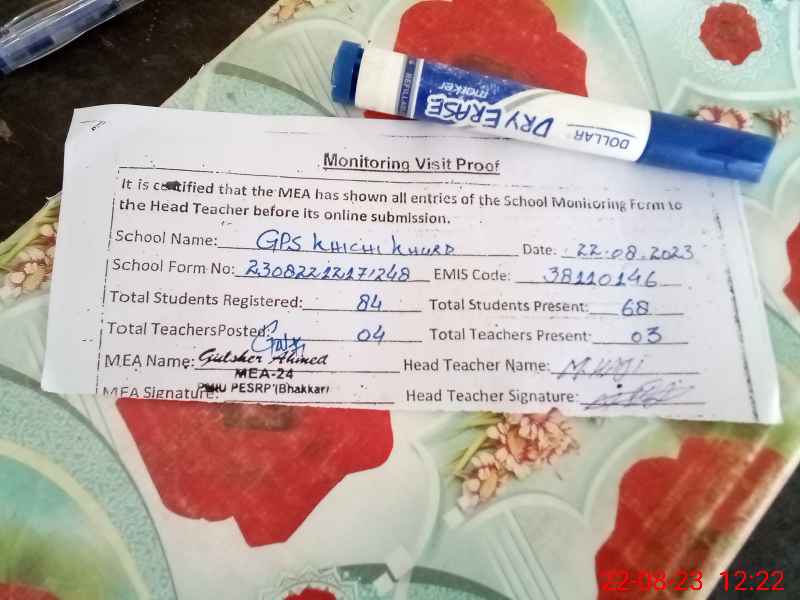 DOLLAR DRY ERASE marker REFILLABLE
Monitoring Visit Proof
It is certified that the MEA has shown all entries of the School Monitoring Form to
the Head Teacher before its online submission.
School Name: GPS KHICHI KHURD Date: 22.08.2023
School Form No: 230822121717248 EMIS Code: 38110146
Total Students Registered: 84 Total Students Present: 68
Total TeachersPosted: 04 Total Teachers Present: 03
MEA Name: Gulsher Ahmed Head Teacher Name:
MEA-24
PMIU PESRP (Bhakkar)
MEA Signature: Head Teacher Signature:
22-08-23 12:22